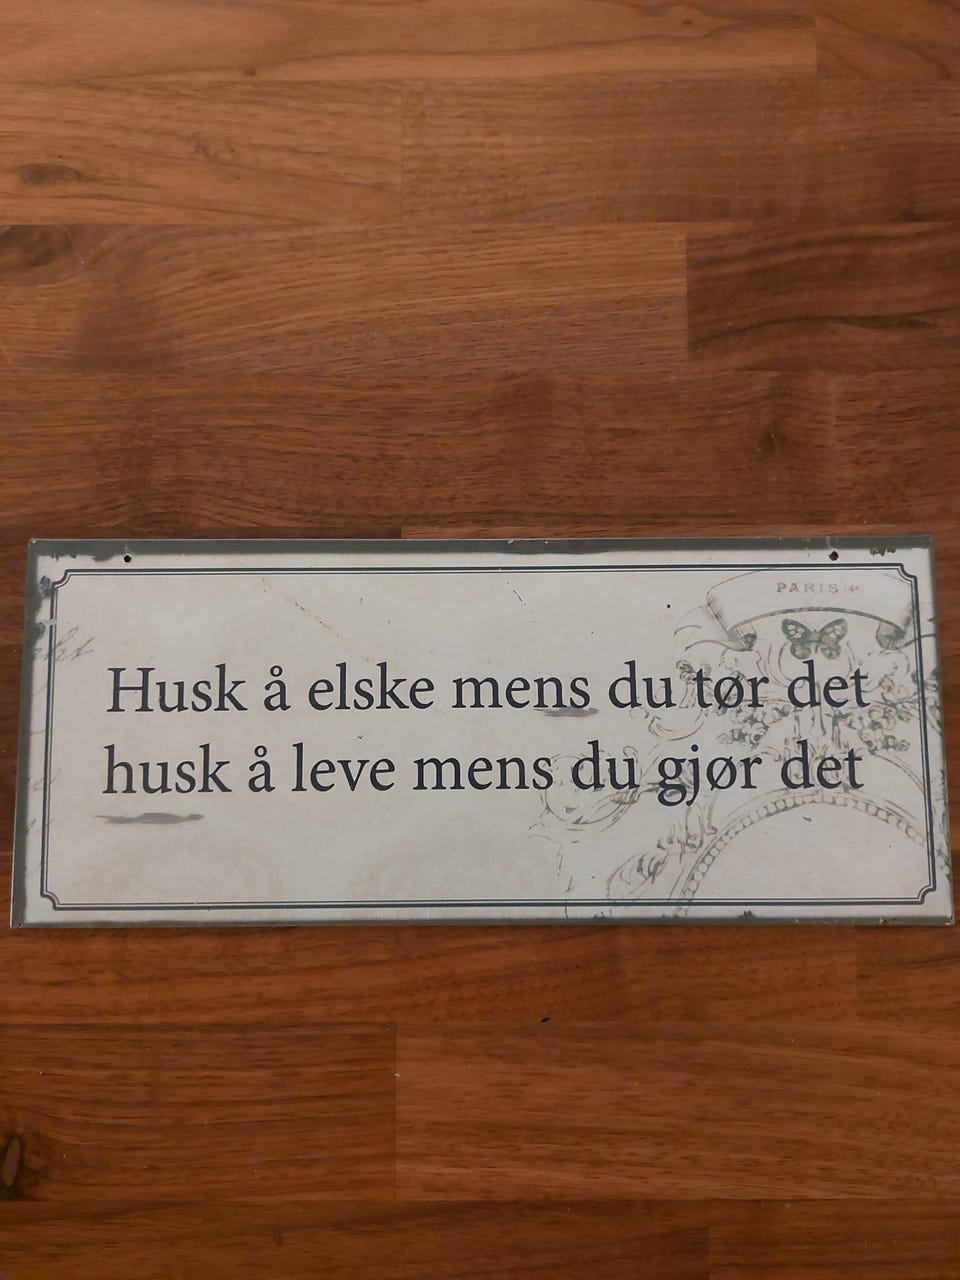 PARIS
Husk å elske mens du tør det
husk å leve mens du gjør det